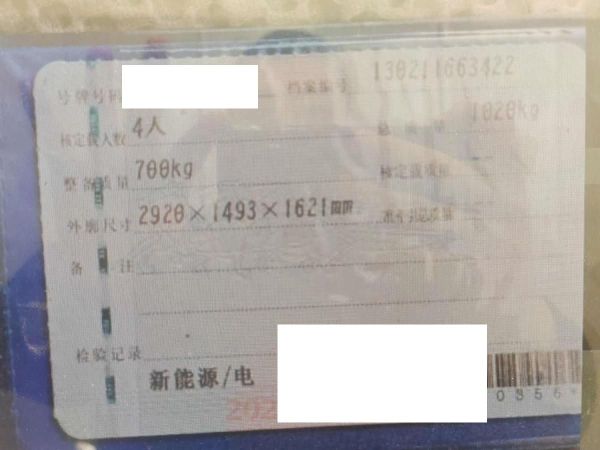 号牌号码 档案编号 130211663422
核定载人数 4人 总质量 1020kg
整备质量 700kg 核定载质量
外廓尺寸 2920×1493×1621mm 准牵引总质量
备注
检验记录
新能源/电
0356*